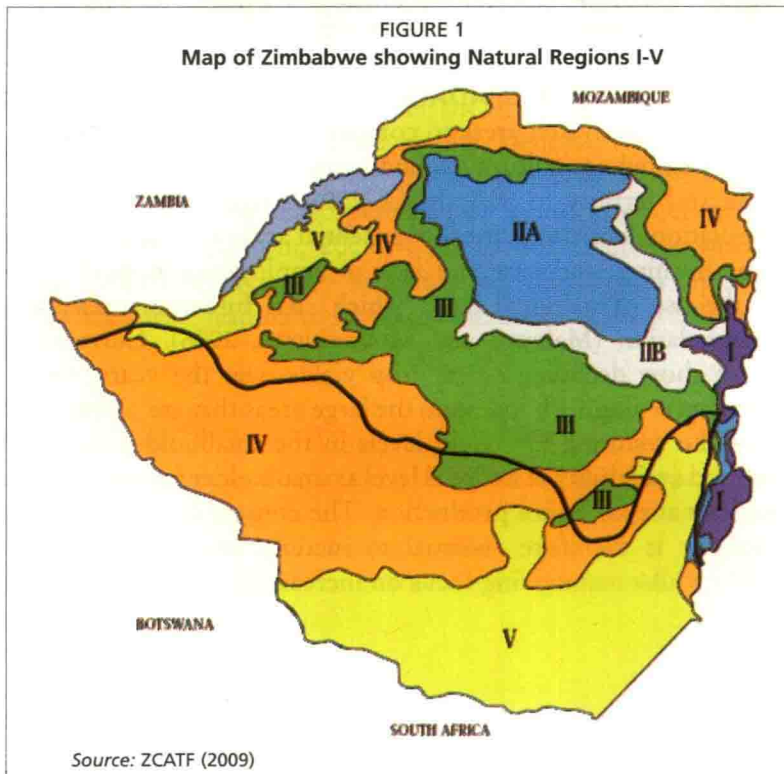 FIGURE 1
Map of Zimbabwe showing Natural Regions I-V
MOZAMBIQUE
ZAMBIA
IIA
IV
V
IV
III
III
I
IIB
III
IV
III
I
BOTSWANA
V
SOUTH AFRICA
Source: ZCATF (2009)